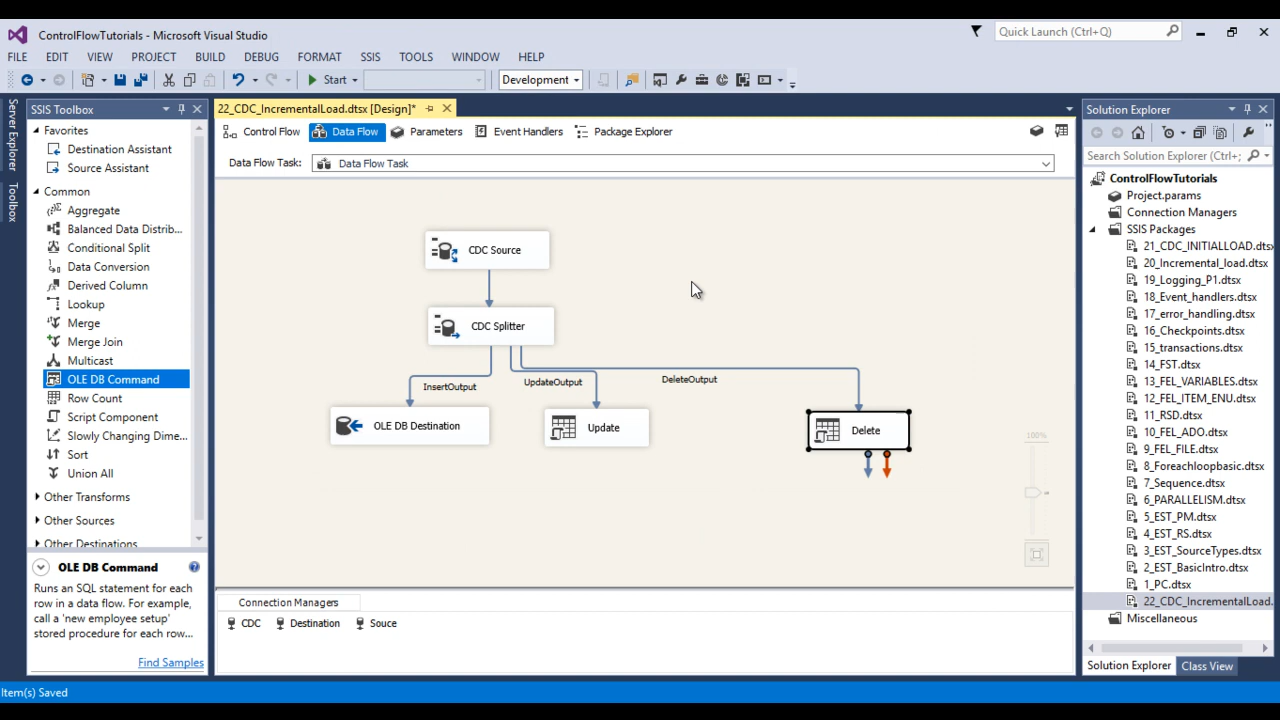 ControlFlowTutorials - Microsoft Visual Studio
Quick Launch (Ctrl+Q)
FILE EDIT VIEW PROJECT BUILD DEBUG FORMAT SSIS TOOLS WINDOW HELP
Start
Development
Server Explorer
Toolbox
SSIS Toolbox
Favorites
Destination Assistant
Source Assistant
Common
Aggregate
Balanced Data Distrib...
Conditional Split
Data Conversion
Derived Column
Lookup
Merge
Merge Join
Multicast
OLE DB Command
Row Count
Script Component
Slowly Changing Dime...
Sort
Union All
Other Transforms
Other Sources
Other Destinations
OLE DB Command
Runs an SQL statement for each
row in a data flow. For example,
call a 'new employee setup'
stored procedure for each row...
Find Samples
22_CDC_IncrementalLoad.dtsx [Design]*
Control Flow Data Flow Parameters Event Handlers Package Explorer
Data Flow Task: Data Flow Task
CDC Source
CDC Splitter
InsertOutput UpdateOutput DeleteOutput
OLE DB Destination Update Delete
100%
Connection Managers
CDC Destination Souce
Solution Explorer
Search Solution Explorer (Ctrl+;
ControlFlowTutorials
Project.params
Connection Managers
SSIS Packages
21_CDC_INITIALLOAD.dtsx
20_Incremental_load.dtsx
19_Logging_P1.dtsx
18_Event_handlers.dtsx
17_error_handling.dtsx
16_Checkpoints.dtsx
15_transactions.dtsx
14_FST.dtsx
13_FEL_VARIABLES.dtsx
12_FEL_ITEM_ENU.dtsx
11_RSD.dtsx
10_FEL_ADO.dtsx
9_FEL_FILE.dtsx
8_Foreachloopbasic.dtsx
7_Sequence.dtsx
6_PARALLELISM.dtsx
5_EST_PM.dtsx
4_EST_RS.dtsx
3_EST_SourceTypes.dtsx
2_EST_BasicIntro.dtsx
1_PC.dtsx
22_CDC_IncrementalLoad.
Miscellaneous
Solution Explorer Class View
Item(s) Saved